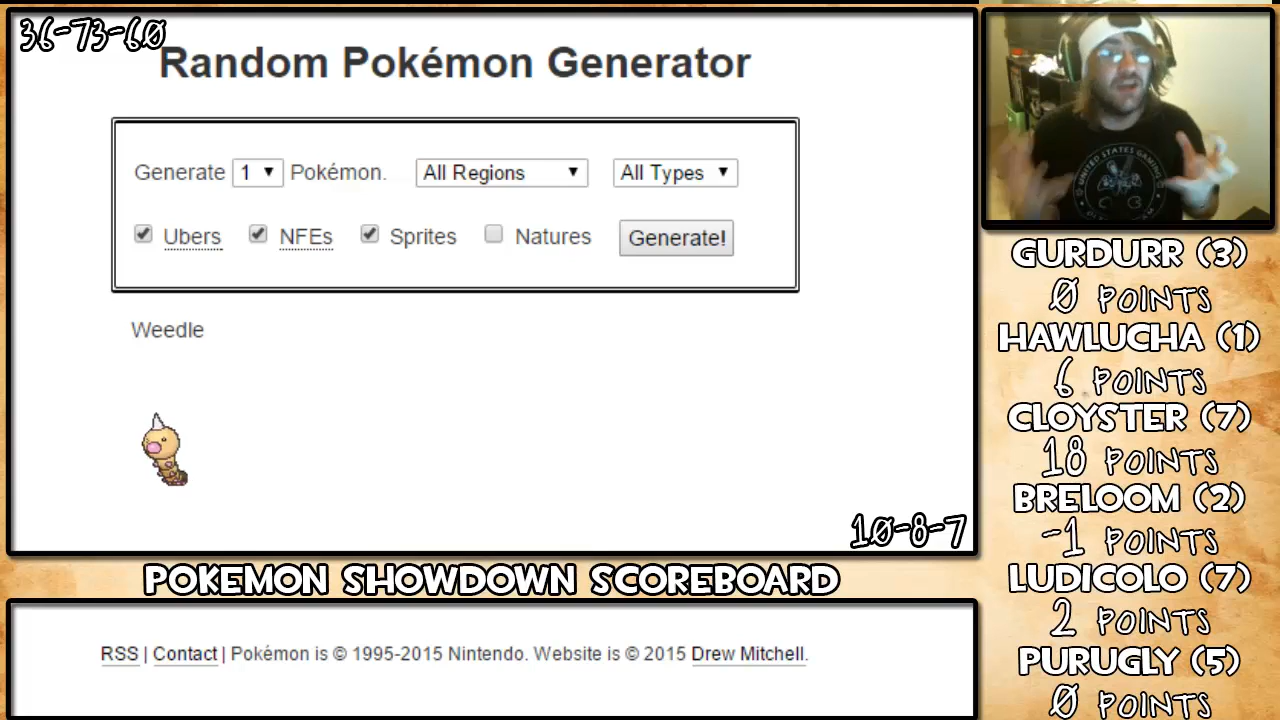 36-73-60
Random Pokémon Generator
Generate 1 Pokémon. All Regions All Types
Ubers NFEs Sprites Natures Generate!
Weedle
10-8-7
POKEMON SHOWDOWN SCOREBOARD
RSS | Contact | Pokémon is © 1995-2015 Nintendo. Website is © 2015 Drew Mitchell.
UNITED STATES GAMING
GURDURR (3)
0 POINTS
HAWLUCHA (1)
6 POINTS
CLOYSTER (7)
18 POINTS
BRELOOM (2)
-1 POINTS
LUDICOLO (7)
2 POINTS
PURUGLY (5)
0 POINTS